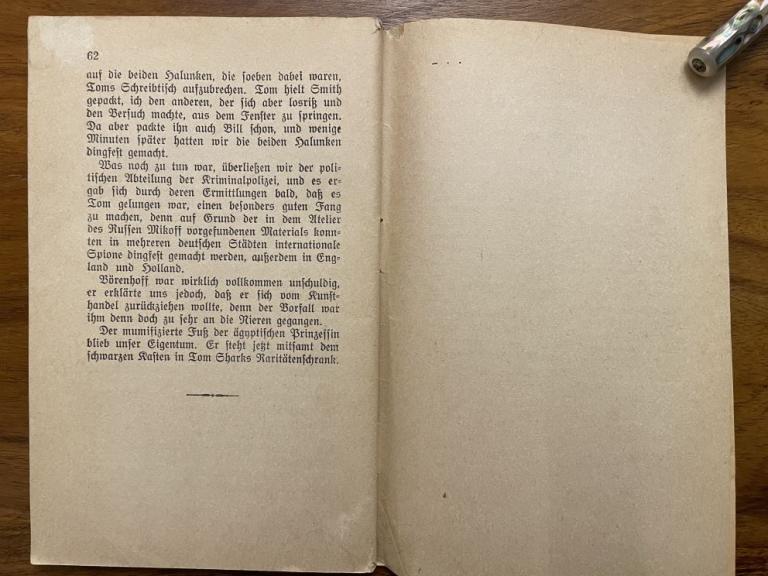 62
auf die beiden Halunken, die soeben dabei waren,
Toms Schreibtisch aufzubrechen. Tom hielt Smith
gepackt, ich den anderen, der sich aber losriß und
den Versuch machte, aus dem Fenster zu springen.
Da aber packte ihn auch Bill schon, und wenige
Minuten später hatten wir die beiden Halunken
dingfest gemacht.
Was noch zu tun war, überließen wir der poli-
tischen Abteilung der Kriminalpolizei, und es er-
gab sich durch deren Ermittlungen bald, daß es
Tom gelungen war, einen besonders guten Fang
zu machen, denn auf Grund der in dem Atelier
des Russen Mikoff vorgefundenen Materials konn-
ten in mehreren deutschen Städten internationale
Spione dingfest gemacht werden, außerdem in Eng-
land und Holland.
Börenhoff war wirklich vollkommen unschuldig,
er erklärte uns jedoch, daß er sich vom Kunst-
handel zurückziehen wollte, denn der Vorfall war
ihm denn doch zu sehr an die Nieren gegangen.
Der mumifizierte Fuß der ägyptischen Prinzessin
blieb unser Eigentum. Er steht jetzt mitsamt dem
schwarzen Kasten in Tom Sharks Raritätenschrank.